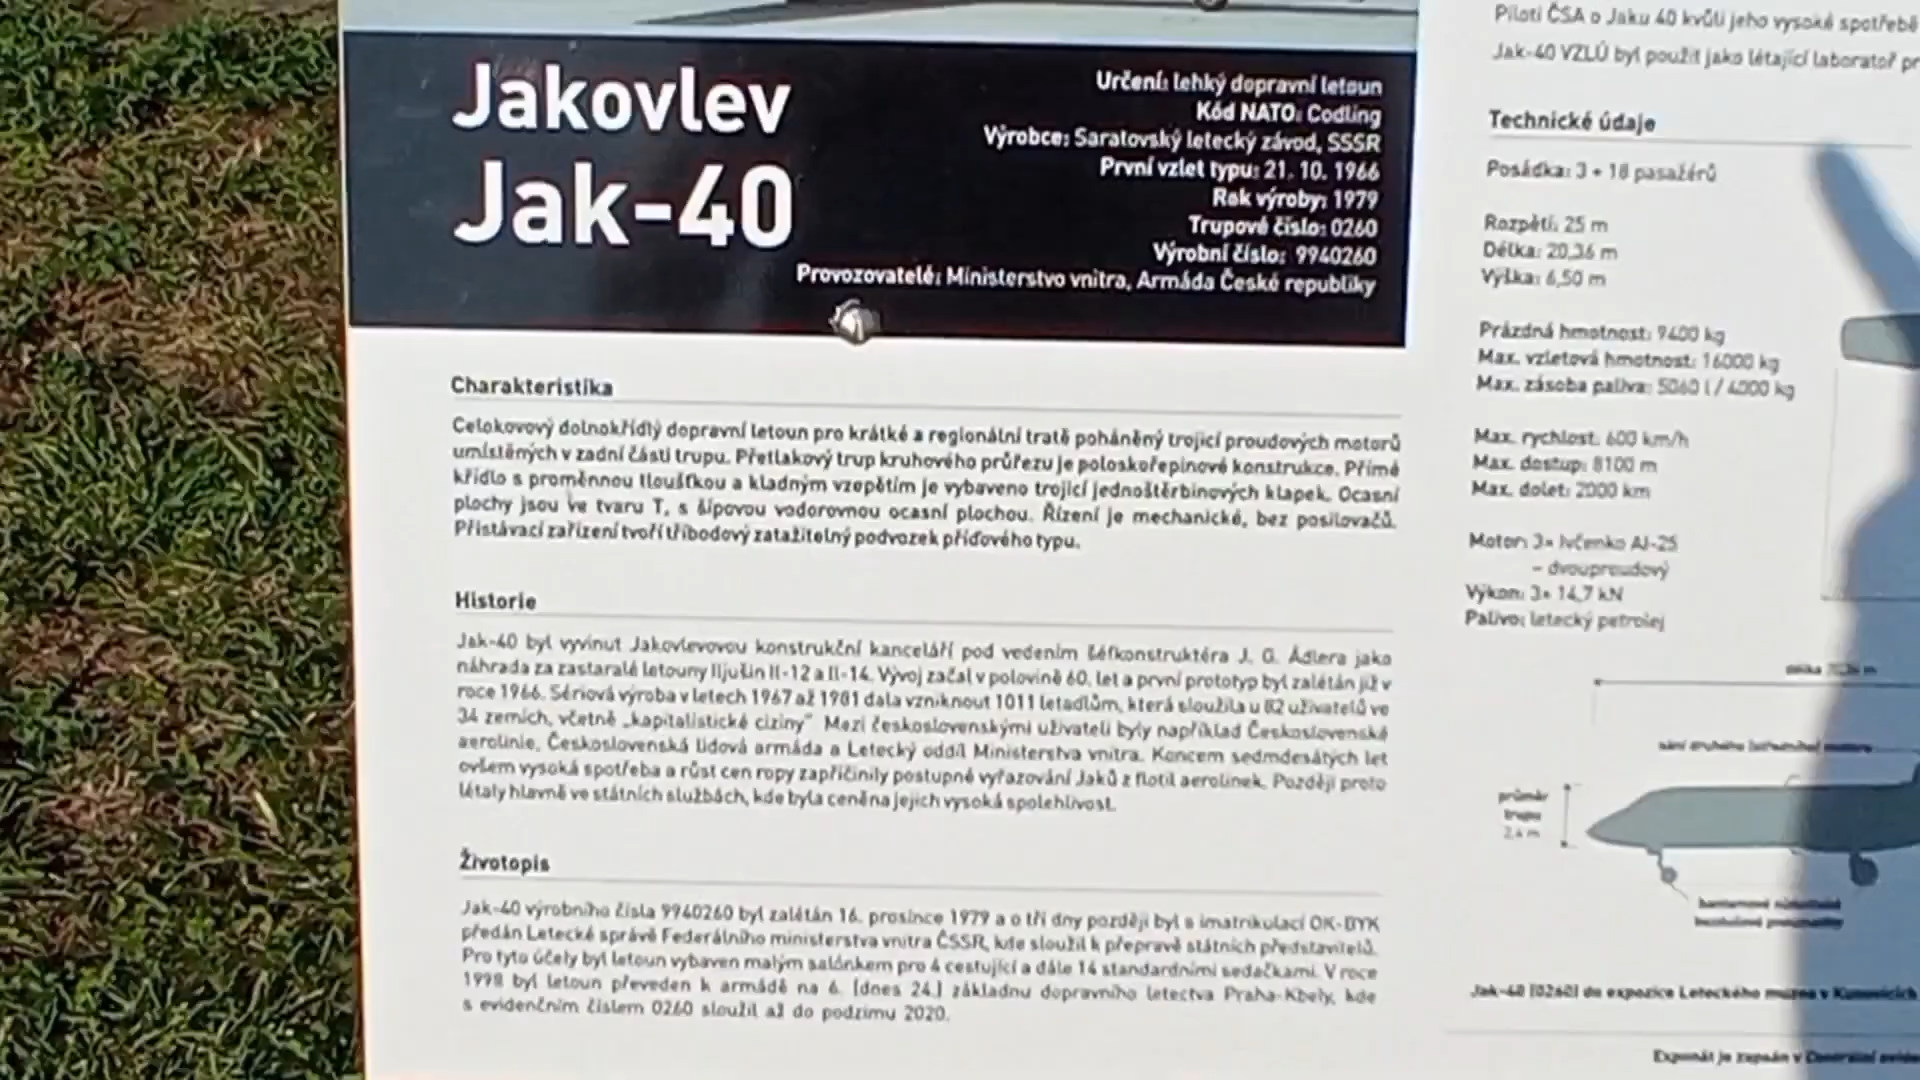 Jakovlev
Jak-40
Určení: lehký dopravní letoun
Kód NATO: Codling
Výrobce: Saratovský letecký závod, SSSR
První vzlet typu: 21. 10. 1966
Rok výroby: 1979
Trupové číslo: 0260
Výrobní číslo: 9940260
Provozovatelé: Ministerstvo vnitra, Armáda České republiky
Charakteristika
Celokovový dolnokřídlý dopravní letoun pro krátké a regionální tratě poháněný trojicí proudových motorů
umístěných v zadní části trupu. Přetlakový trup kruhového průřezu je poloskořepinové konstrukce. Přímé
křídlo s proměnnou tloušťkou a kladným vzepětím je vybaveno trojicí jednoštěrbinových klapek. Ocasní
plochy jsou ve tvaru T, s šípovou vodorovnou ocasní plochou. Řízení je mechanické, bez posilovačů.
Přistávací zařízení tvoří tříbodový zatažitelný podvozek příďového typu.
Historie
Jak-40 byl vyvinut Jakovlevovou konstrukční kanceláří pod vedením šéfkonstruktéra J. G. Adlera jako
náhrada za zastaralé letouny Iljušin Il-12 a Il-14. Vývoj začal v polovině 60. let a první prototyp byl zalétán již v
roce 1966. Sériová výroba v letech 1967 až 1981 dala vzniknout 1011 letadlům, která sloužila u 82 uživatelů ve
34 zemích, včetně „kapitalistické ciziny“ Mezi československými uživateli byly například Československé
aerolinie, Československá lidová armáda a Letecký oddíl Ministerstva vnitra. Koncem sedmdesátých let
ovšem vysoká spotřeba a růst cen ropy zapříčinily postupné vyřazování Jaků z flotil aerolinek. Později proto
létaly hlavně ve státních službách, kde byla ceněna jejich vysoká spolehlivost.
Životopis
Jak-40 výrobního čísla 9940260 byl zalétán 16. prosince 1979 a o tři dny později byl s imatrikulací OK-BYK
předán Letecké správě Federálního ministerstva vnitra ČSSR, kde sloužil k přepravě státních představitelů.
Pro tyto účely byl letoun vybaven malým salónkem pro 4 cestující a dále 14 standardními sedačkami. V roce
1998 byl letoun převeden k armádě na 6. (dnes 24.) základnu dopravního letectva Praha-Kbely, kde
s evidenčním číslem 0260 sloužil až do podzimu 2020.
Piloti ČSA o Jaku 40 kvůli jeho vysoké spotřebě
Jak-40 VZLÚ byl použit jako létající laboratoř pr
Technické údaje
Posádka: 3 + 18 pasažérů
Rozpětí: 25 m
Délka: 20,36 m
Výška: 6,50 m
Prázdná hmotnost: 9400 kg
Max. vzletová hmotnost: 16000 kg
Max. zásoba paliva: 5060 l / 4000 kg
Max. rychlost: 600 km/h
Max. dostup: 8100 m
Max. dolet: 2000 km
Motor: 3× Ivčenko AI-25
– dvouproudový
Výkon: 3× 14,7 kN
Palivo: letecký petrolej
délka 20,36 m
průměr
trupu
2,4 m
Jak-40 (0260) do expozice Leteckého muzea v Kunovicích
Exponát je zapsán v Centrální